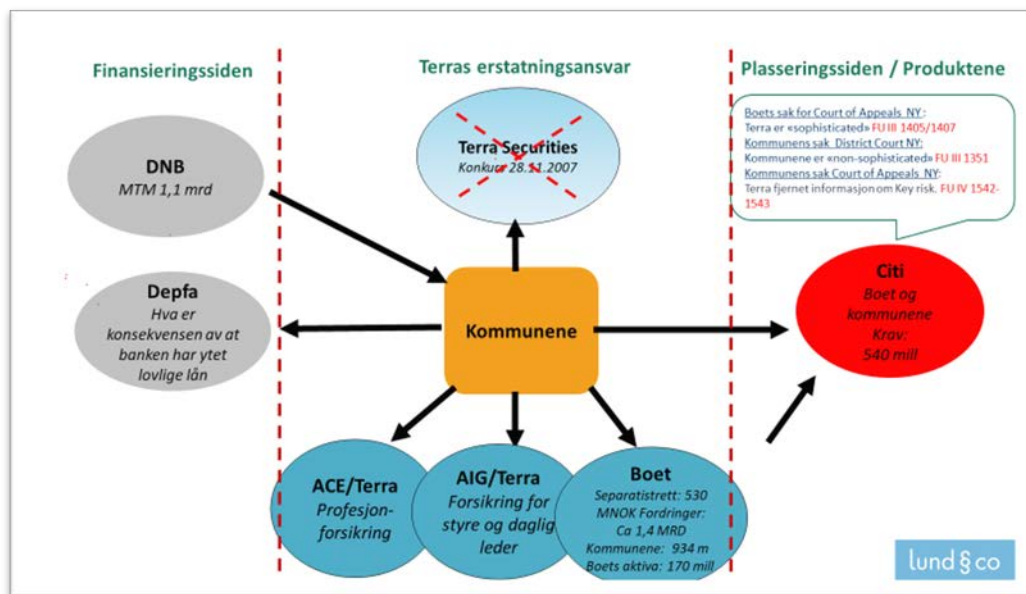 Finansieringssiden
Terras erstatningsansvar
Plasseringssiden / Produktene
DNB
MTM 1,1 mrd
Depfa
Hva er
konsekvensen av at
banken har ytet
lovlige lån
Terra Securities
Konkurs 28.11.2007
Kommunene
ACE/Terra
Profesjon-
forsikring
AIG/Terra
Forsikring for
styre og daglig
leder
Boet
Separatistrett: 530
MNOK Fordringer:
Ca 1,4 MRD
Kommunene: 934 m
Boets aktiva: 170 mill
Boets sak for Court of Appeals NY:
Terra er «sophisticated» FU III 1405/1407
Kommunens sak District Court NY:
Kommunene er «non-sophisticated» FU III 1351
Kommunens sak Court of Appeals NY:
Terra fjernet informasjon om Key risk. FU IV 1542-
1543
Citi
Boet og
kommunene
Krav:
540 mill
lund § co